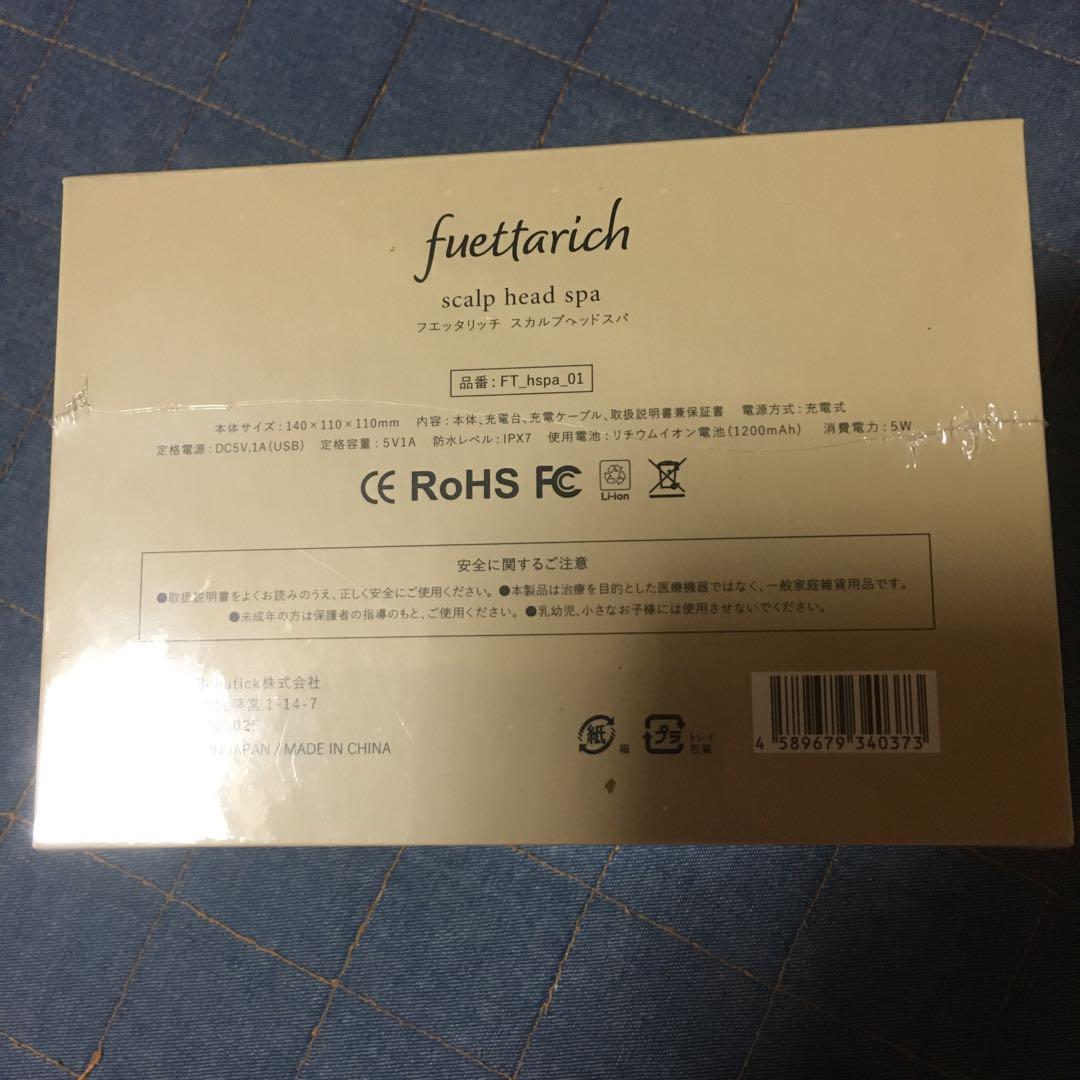 fuettarich
scalp head spa
フエッタリッチ スカルプヘッドスパ
品番：FT_hspa_01
本体サイズ：140×110×110mm 内容：本体、充電台、充電ケーブル、取扱説明書兼保証書 電源方式：充電式
定格電源：DC5V,1A(USB) 定格容量：5V1A 防水レベル：IPX7 使用電池：リチウムイオン電池(1200mAh) 消費電力：5W
CE RoHS FC
Li-ion
安全に関するご注意
●取扱説明書をよくお読みのうえ、正しく安全にご使用ください。●本製品は治療を目的とした医療機器ではなく、一般家庭雑貨用品です。
●未成年の方は保護者の指導のもと、ご使用ください。●乳幼児、小さなお子様には使用させないでください。
株式会社
1-14-7
JAPAN / MADE IN CHINA
紙 箱
プラ トレイ 包装
4 589679 340373